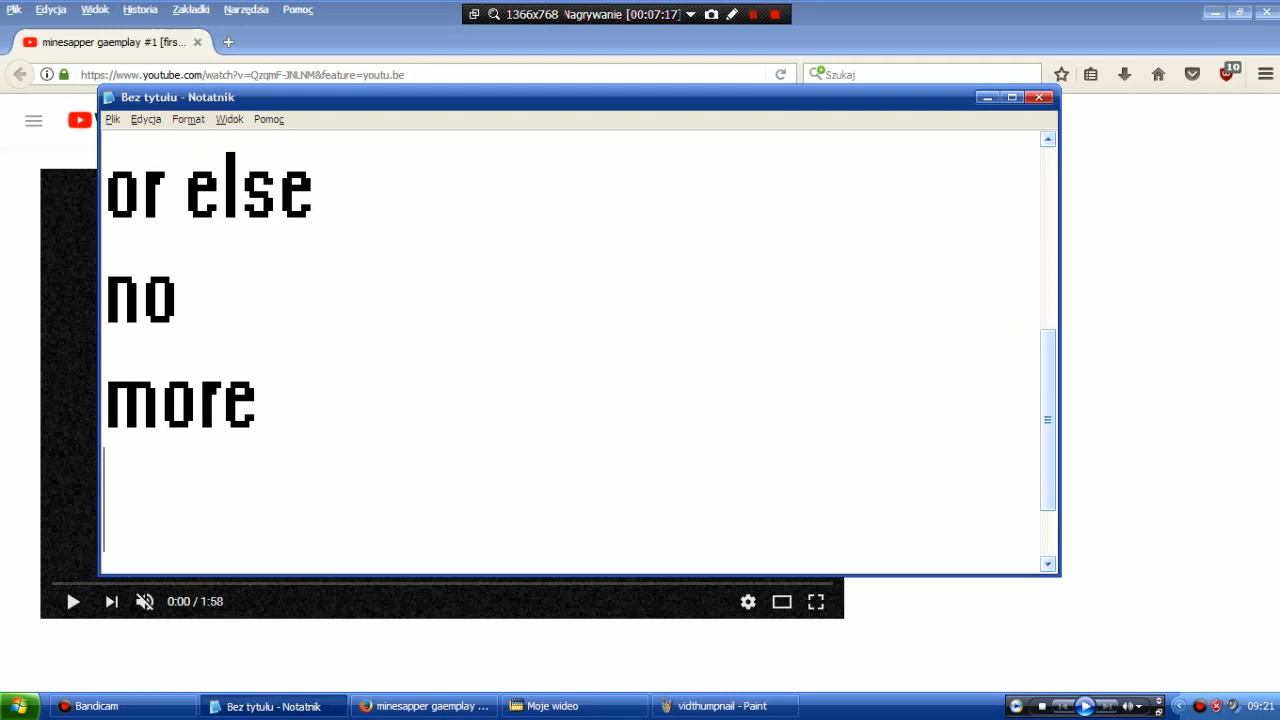 Plik Edycja Widok Historia Zakładki Narzędzia Pomoc
1366x768 Nagrywanie [00:07:17]
minesapper gaemplay #1 [firs...
https://www.youtube.com/watch?v=QzqmF-JNLNM&feature=youtu.be
Szukaj
10
Bez tytułu - Notatnik
Plik Edycja Format Widok Pomoc
or else
no
more
0:00 / 1:58
Bandicam
Bez tytułu - Notatnik
minesapper gaemplay ...
Moje wideo
vidthumpnail - Paint
09:21